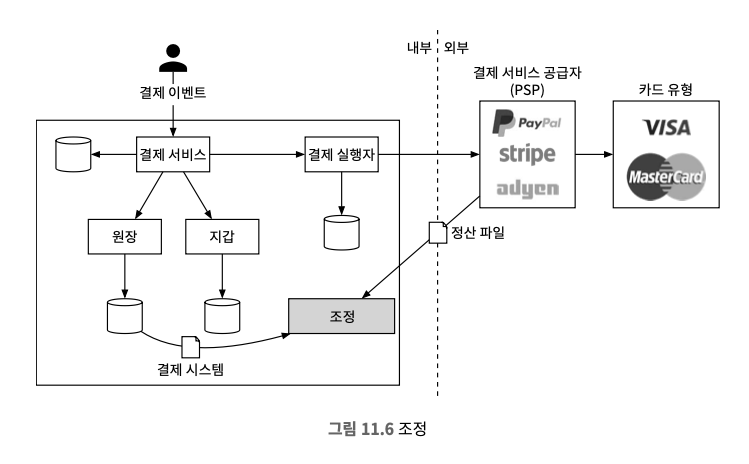 내부
외부
결제 이벤트
결제 서비스 공급자
(PSP)
카드 유형
PayPal
stripe
adyen
VISA
MasterCard
결제 서비스
결제 실행자
원장
지갑
정산 파일
조정
결제 시스템
그림 11.6 조정